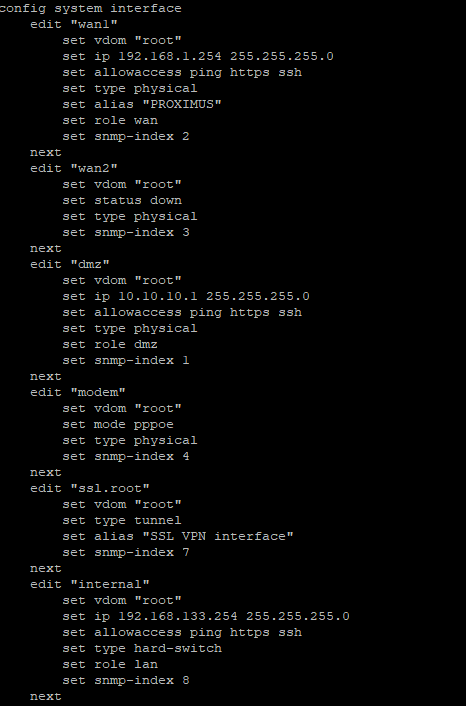 config system interface
    edit "wan1"
        set vdom "root"
        set ip 192.168.1.254 255.255.255.0
        set allowaccess ping https ssh
        set type physical
        set alias "PROXIMUS"
        set role wan
        set snmp-index 2
    next
    edit "wan2"
        set vdom "root"
        set status down
        set type physical
        set snmp-index 3
    next
    edit "dmz"
        set vdom "root"
        set ip 10.10.10.1 255.255.255.0
        set allowaccess ping https ssh
        set type physical
        set role dmz
        set snmp-index 1
    next
    edit "modem"
        set vdom "root"
        set mode pppoe
        set type physical
        set snmp-index 4
    next
    edit "ssl.root"
        set vdom "root"
        set type tunnel
        set alias "SSL VPN interface"
        set snmp-index 7
    next
    edit "internal"
        set vdom "root"
        set ip 192.168.133.254 255.255.255.0
        set allowaccess ping https ssh
        set type hard-switch
        set role lan
        set snmp-index 8
    next